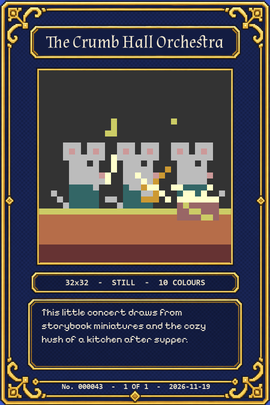 The Crumb Hall Orchestra
32x32 - STILL - 10 COLOURS
This little concert draws from
storybook miniatures and the cozy
hush of a kitchen after supper.
No. 000043 - 1 OF 1 - 2026-11-19